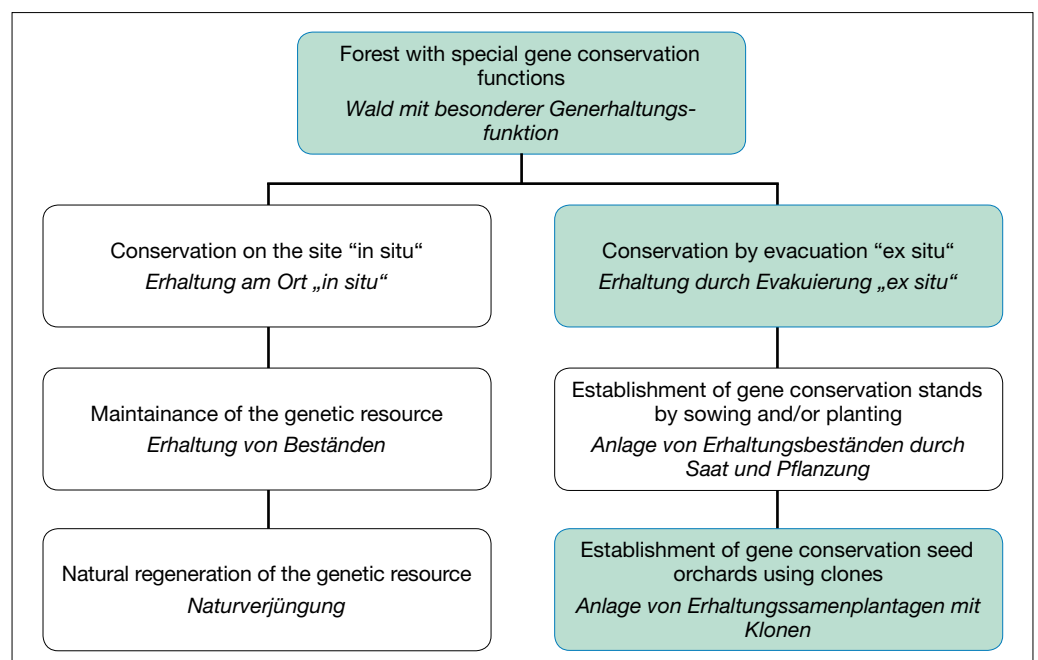 Forest with special gene conservation
functions
Wald mit besonderer Generhaltungs-
funktion
Conservation on the site “in situ“
Erhaltung am Ort „in situ“
Conservation by evacuation “ex situ“
Erhaltung durch Evakuierung „ex situ“
Maintainance of the genetic resource
Erhaltung von Beständen
Establishment of gene conservation stands
by sowing and/or planting
Anlage von Erhaltungsbeständen durch
Saat und Pflanzung
Natural regeneration of the genetic resource
Naturverjüngung
Establishment of gene conservation seed
orchards using clones
Anlage von Erhaltungssamenplantagen mit
Klonen